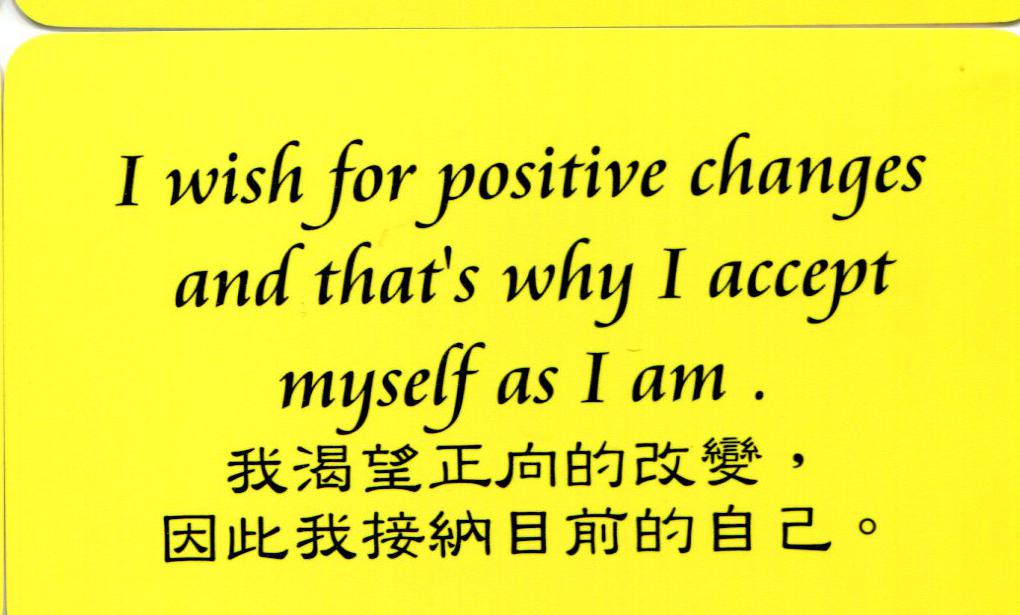 I wish for positive changes
and that's why I accept
myself as I am .
我渴望正向的改變，
因此我接納目前的自己。